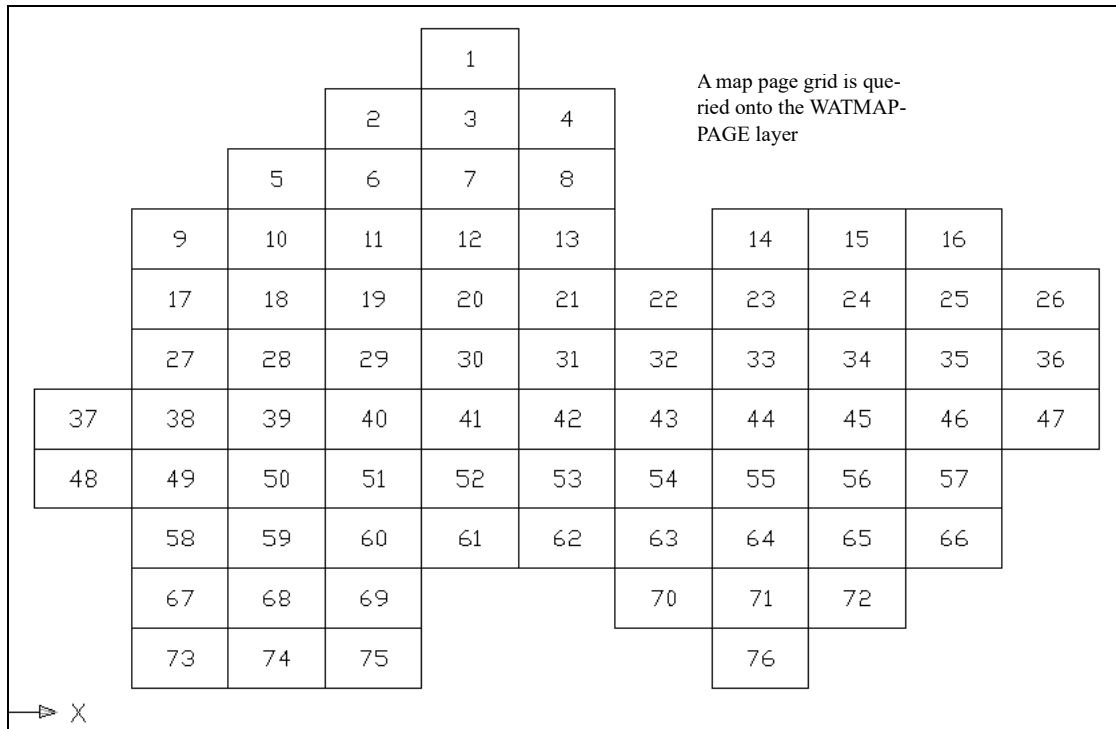 1
A map page grid is que-
ried onto the WATMAP-
PAGE layer
2 3 4
5 6 7 8
9 10 11 12 13 14 15 16
17 18 19 20 21 22 23 24 25 26
27 28 29 30 31 32 33 34 35 36
37 38 39 40 41 42 43 44 45 46 47
48 49 50 51 52 53 54 55 56 57
58 59 60 61 62 63 64 65 66
67 68 69 70 71 72
73 74 75 76
X